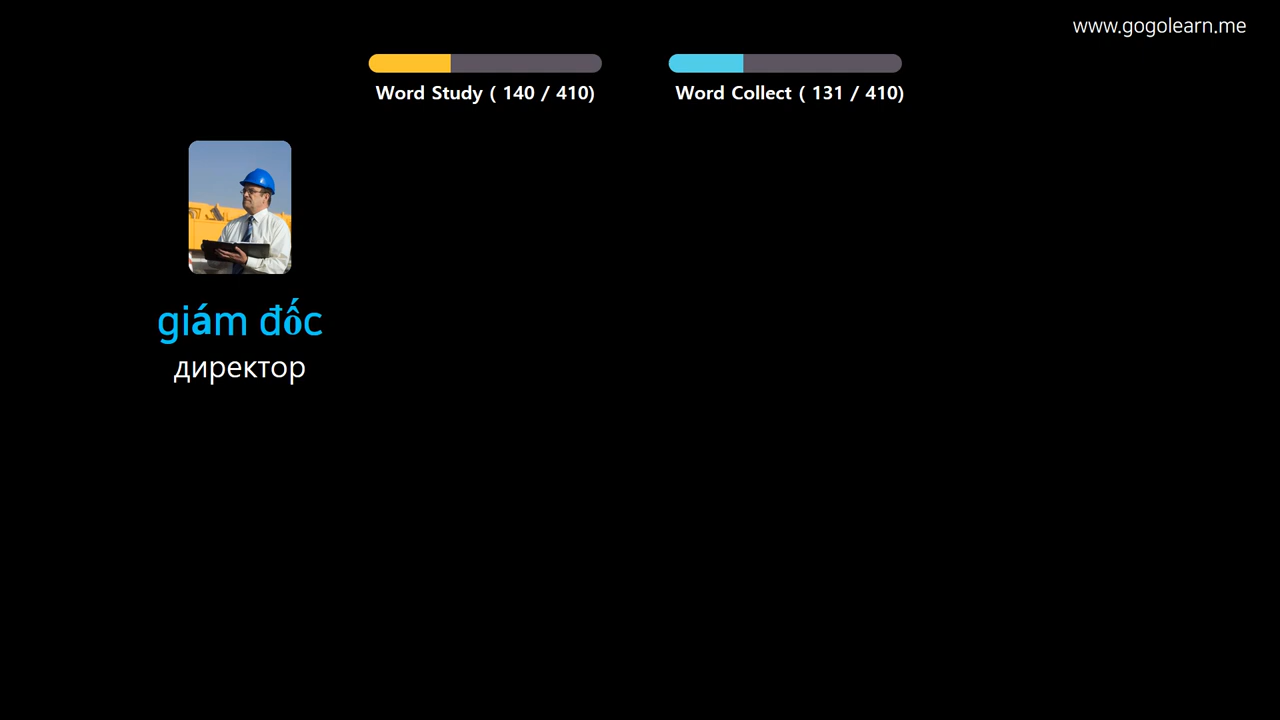 www.gogolearn.me
Word Study ( 140 / 410)
Word Collect ( 131 / 410)
giám đốc
директор